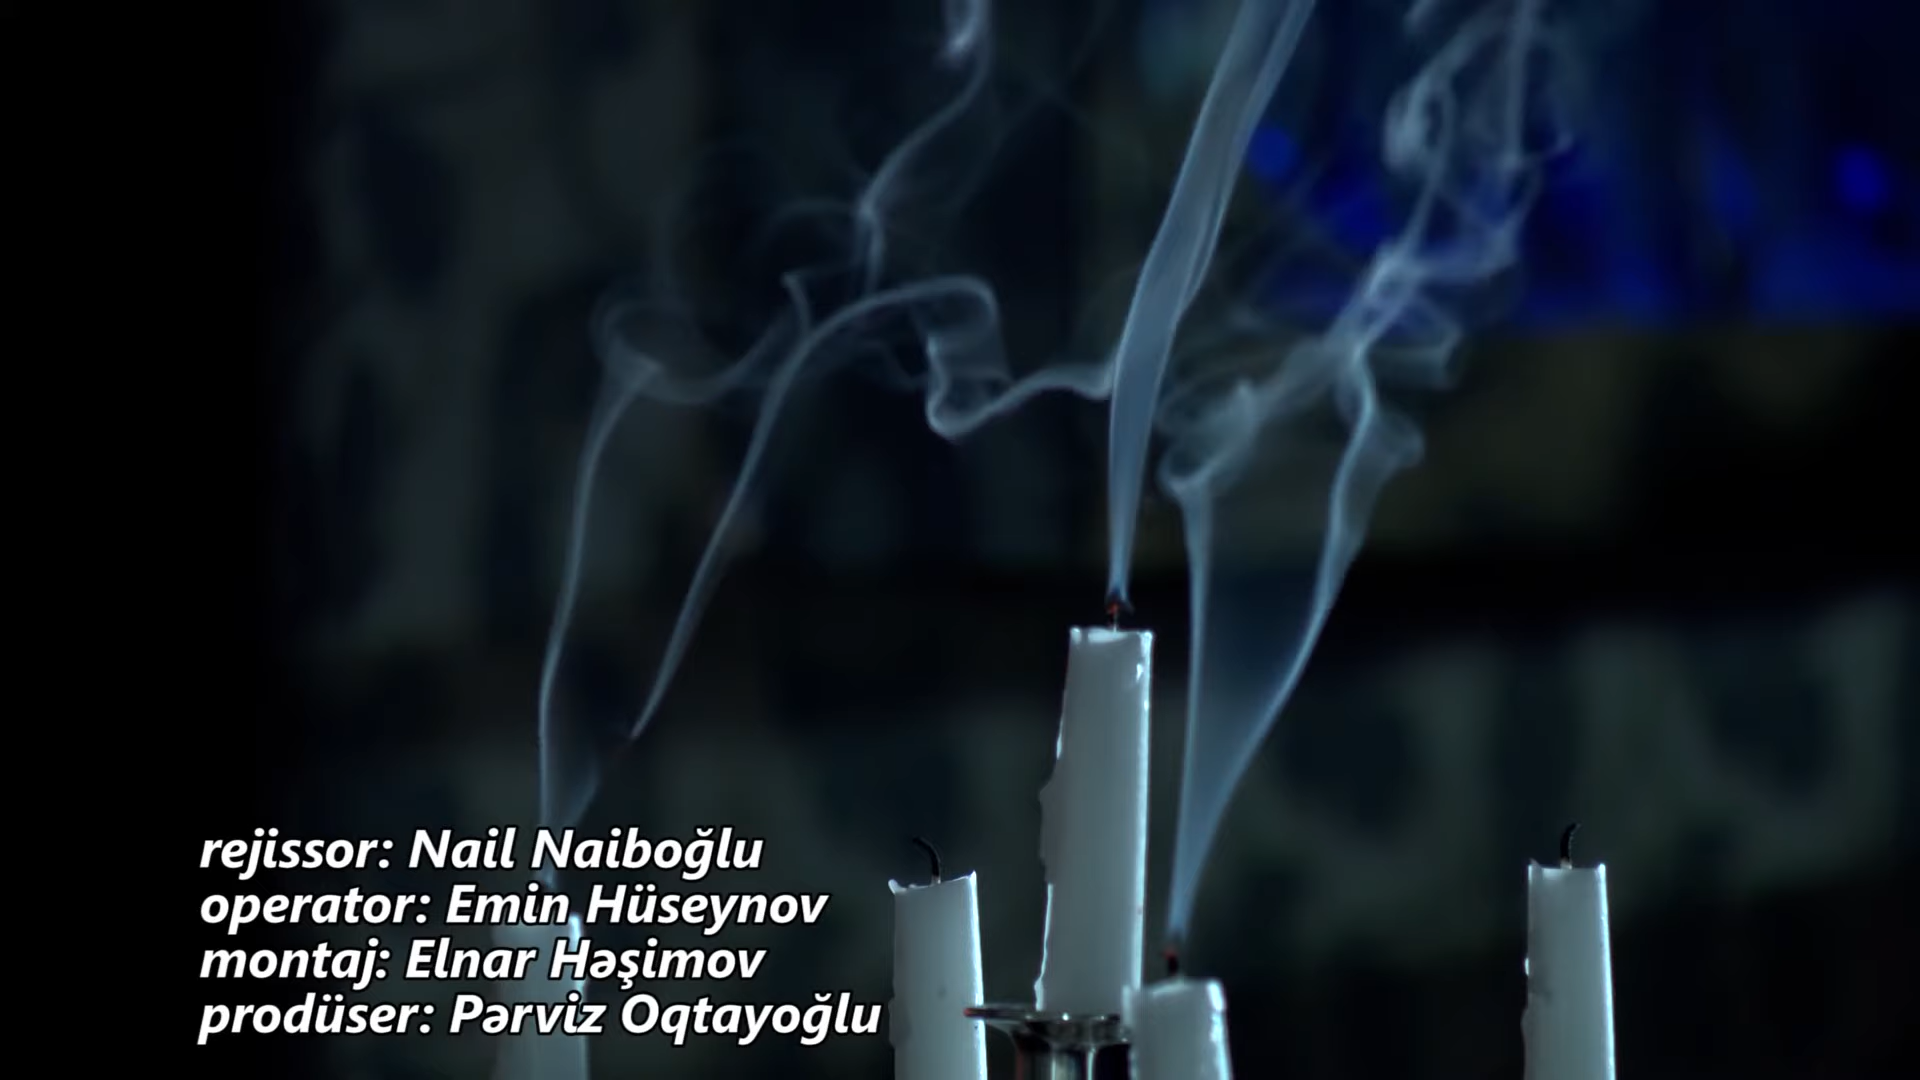 rejissor: Nail Naiboğlu
operator: Emin Hüseynov
montaj: Elnar Həşimov
prodüser: Pərviz Oqtayoğlu